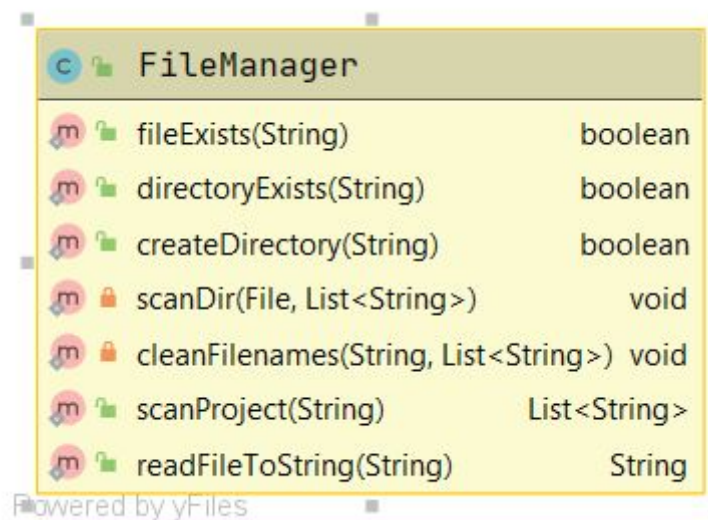 c FileManager
m fileExists(String) boolean
m directoryExists(String) boolean
m createDirectory(String) boolean
m scanDir(File, List<String>) void
m cleanFilenames(String, List<String>) void
m scanProject(String) List<String>
m readFileToString(String) String
Powered by yFiles